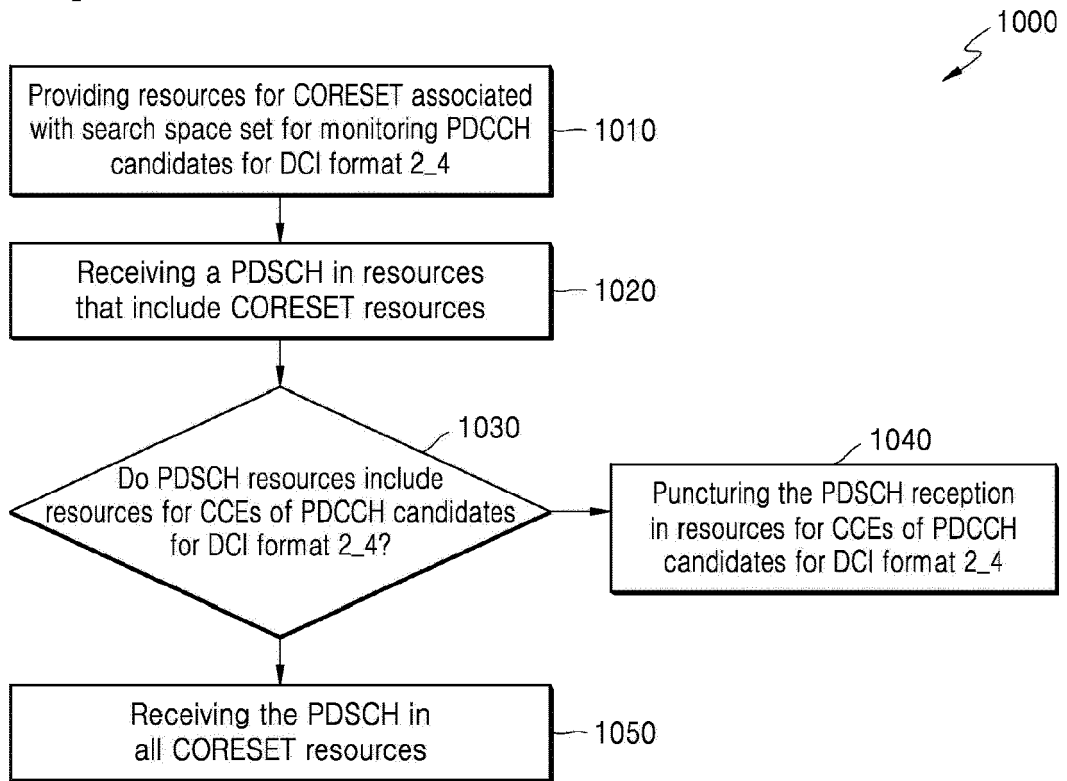 1000
Providing resources for CORESET associated
with search space set for monitoring PDCCH
candidates for DCI format 2_4
1010
Receiving a PDSCH in resources
that include CORESET resources
1020
1030
Do PDSCH resources include
resources for CCEs of PDCCH candidates
for DCI format 2_4?
1040
Puncturing the PDSCH reception
in resources for CCEs of PDCCH
candidates for DCI format 2_4
Receiving the PDSCH in
all CORESET resources
1050